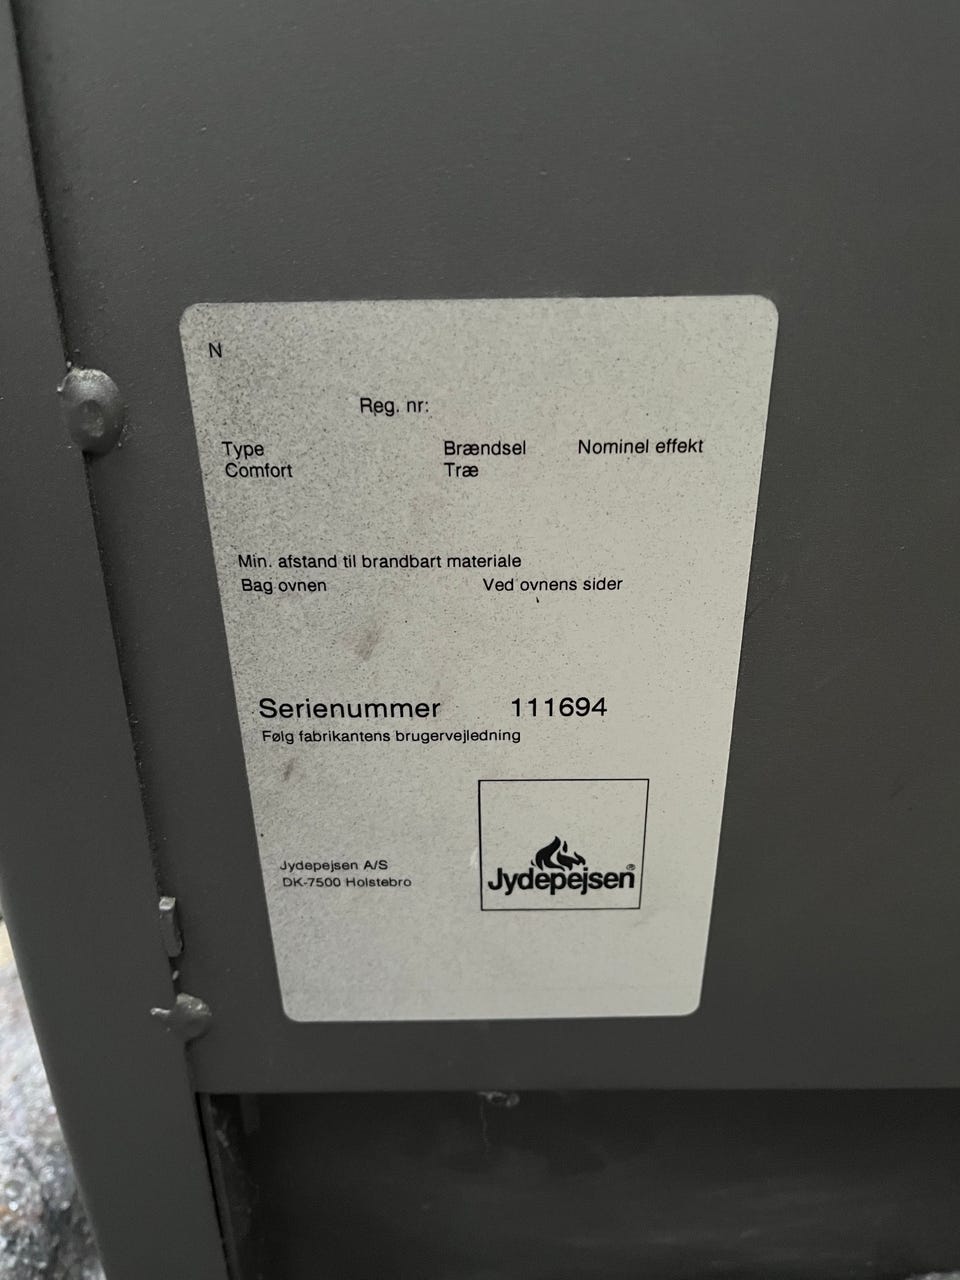 N
Reg. nr:
Type Brændsel Nominel effekt
Comfort Træ
Min. afstand til brandbart materiale
Bag ovnen Ved ovnens sider
Serienummer 111694
Følg fabrikantens brugervejledning
Jydepejsen A/S
DK-7500 Holstebro
Jydepejsen®